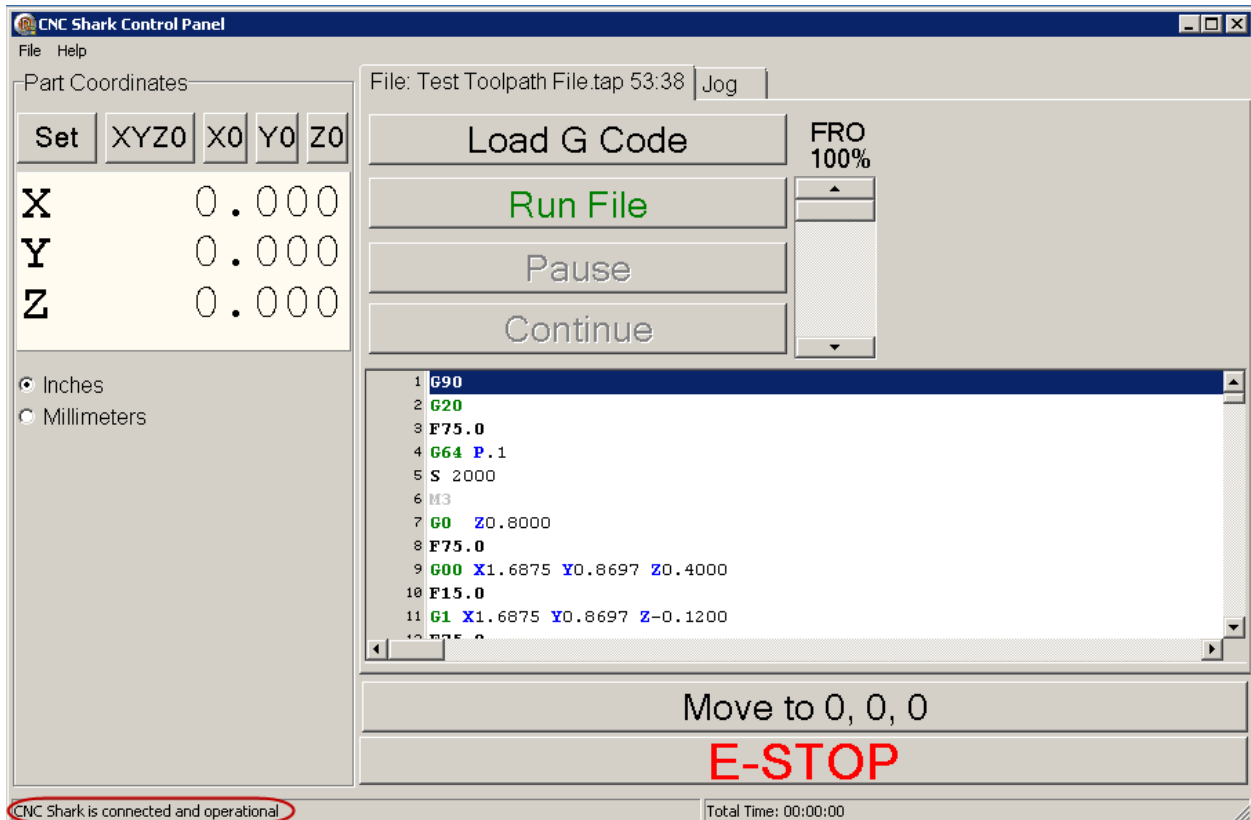 CNC Shark Control Panel
File Help
Part Coordinates
Set XYZ0 X0 Y0 Z0
X 0.000
Y 0.000
Z 0.000
Inches
Millimeters
File: Test Toolpath File.tap 53:38 Jog
Load G Code
FRO
100%
Run File
Pause
Continue
1 G90
2 G20
3 F75.0
4 G64 P.1
5 S 2000
6 M3
7 G0 Z0.8000
8 F75.0
9 G00 X1.6875 Y0.8697 Z0.4000
10 F15.0
11 G1 X1.6875 Y0.8697 Z-0.1200
12 F75.0
Move to 0, 0, 0
E-STOP
CNC Shark is connected and operational
Total Time: 00:00:00